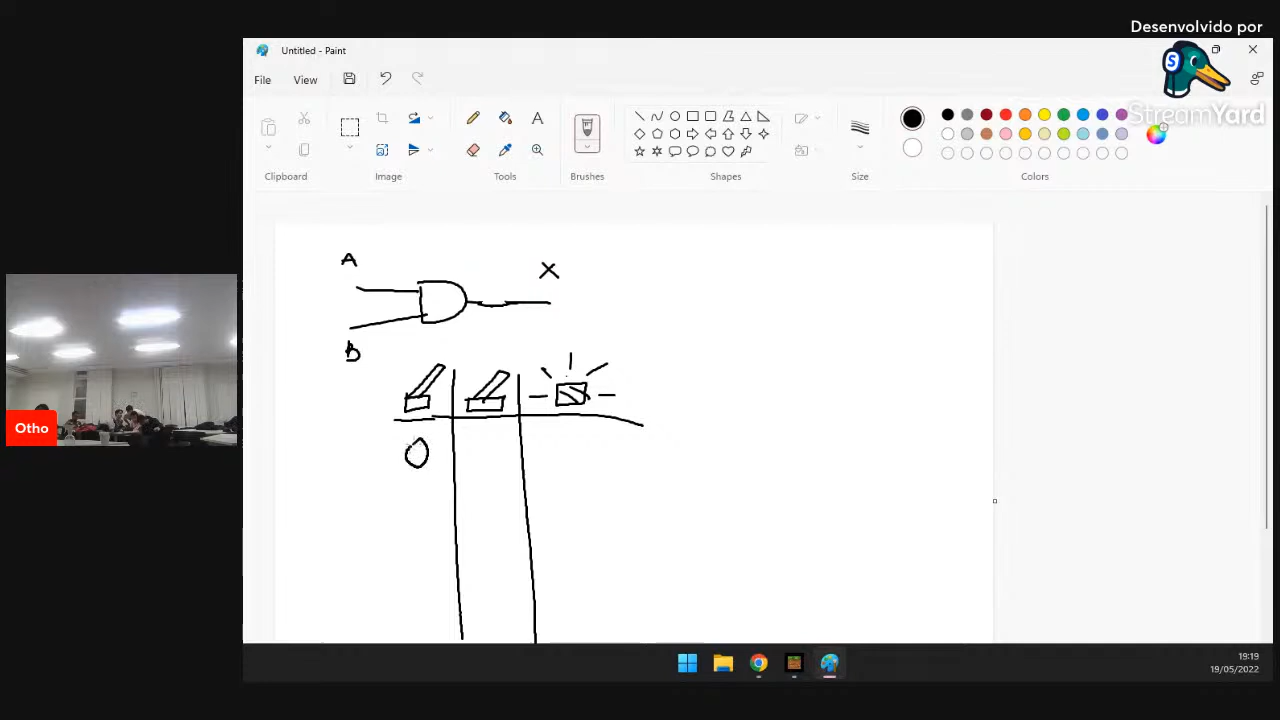 Desenvolvido por
StreamYard
Untitled - Paint
File View
Clipboard Image Tools Brushes Shapes Size Colors
A
X
B
0
Otho
19:19
19/05/2022